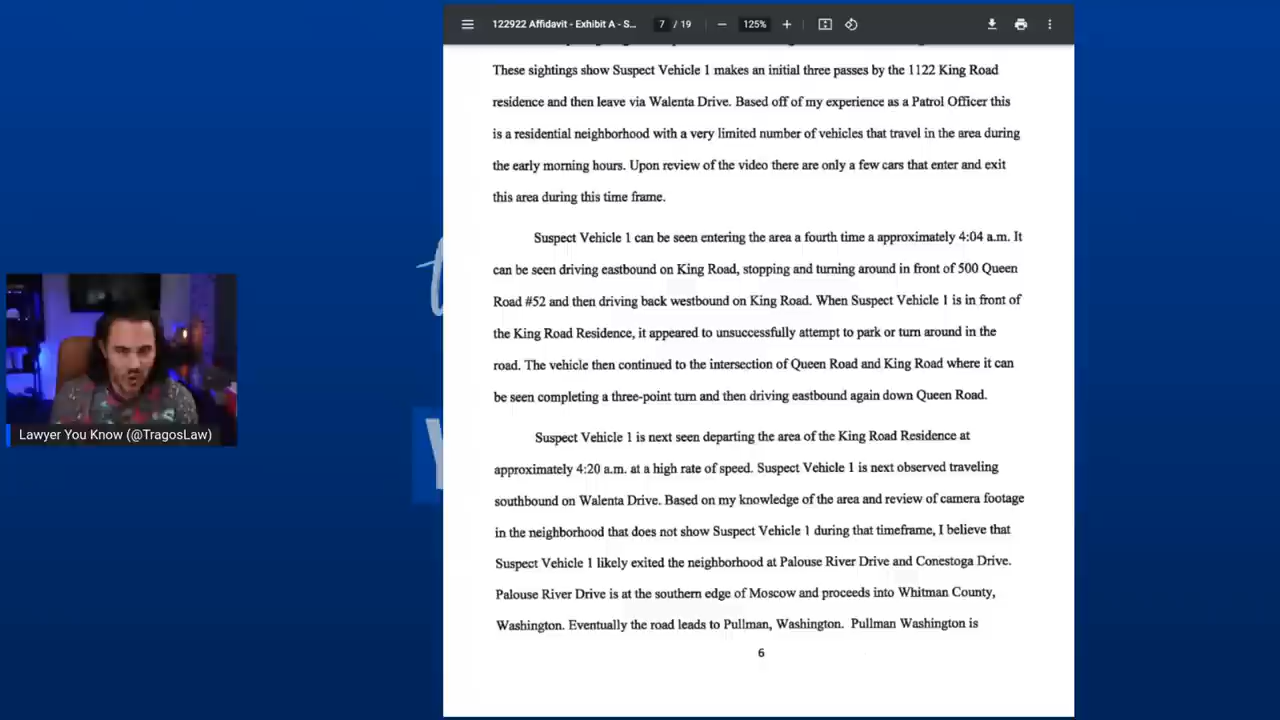 122922 Affidavit - Exhibit A - S...
7 / 19
125%
These sightings show Suspect Vehicle 1 makes an initial three passes by the 1122 King Road
residence and then leave via Walenta Drive. Based off of my experience as a Patrol Officer this
is a residential neighborhood with a very limited number of vehicles that travel in the area during
the early morning hours. Upon review of the video there are only a few cars that enter and exit
this area during this time frame.
Suspect Vehicle 1 can be seen entering the area a fourth time a approximately 4:04 a.m. It
can be seen driving eastbound on King Road, stopping and turning around in front of 500 Queen
Road #52 and then driving back westbound on King Road. When Suspect Vehicle 1 is in front of
the King Road Residence, it appeared to unsuccessfully attempt to park or turn around in the
road. The vehicle then continued to the intersection of Queen Road and King Road where it can
be seen completing a three-point turn and then driving eastbound again down Queen Road.
Suspect Vehicle 1 is next seen departing the area of the King Road Residence at
approximately 4:20 a.m. at a high rate of speed. Suspect Vehicle 1 is next observed traveling
southbound on Walenta Drive. Based on my knowledge of the area and review of camera footage
in the neighborhood that does not show Suspect Vehicle 1 during that timeframe, I believe that
Suspect Vehicle 1 likely exited the neighborhood at Palouse River Drive and Conestoga Drive.
Palouse River Drive is at the southern edge of Moscow and proceeds into Whitman County,
Washington. Eventually the road leads to Pullman, Washington. Pullman Washington is
6
Lawyer You Know (@TragosLaw)